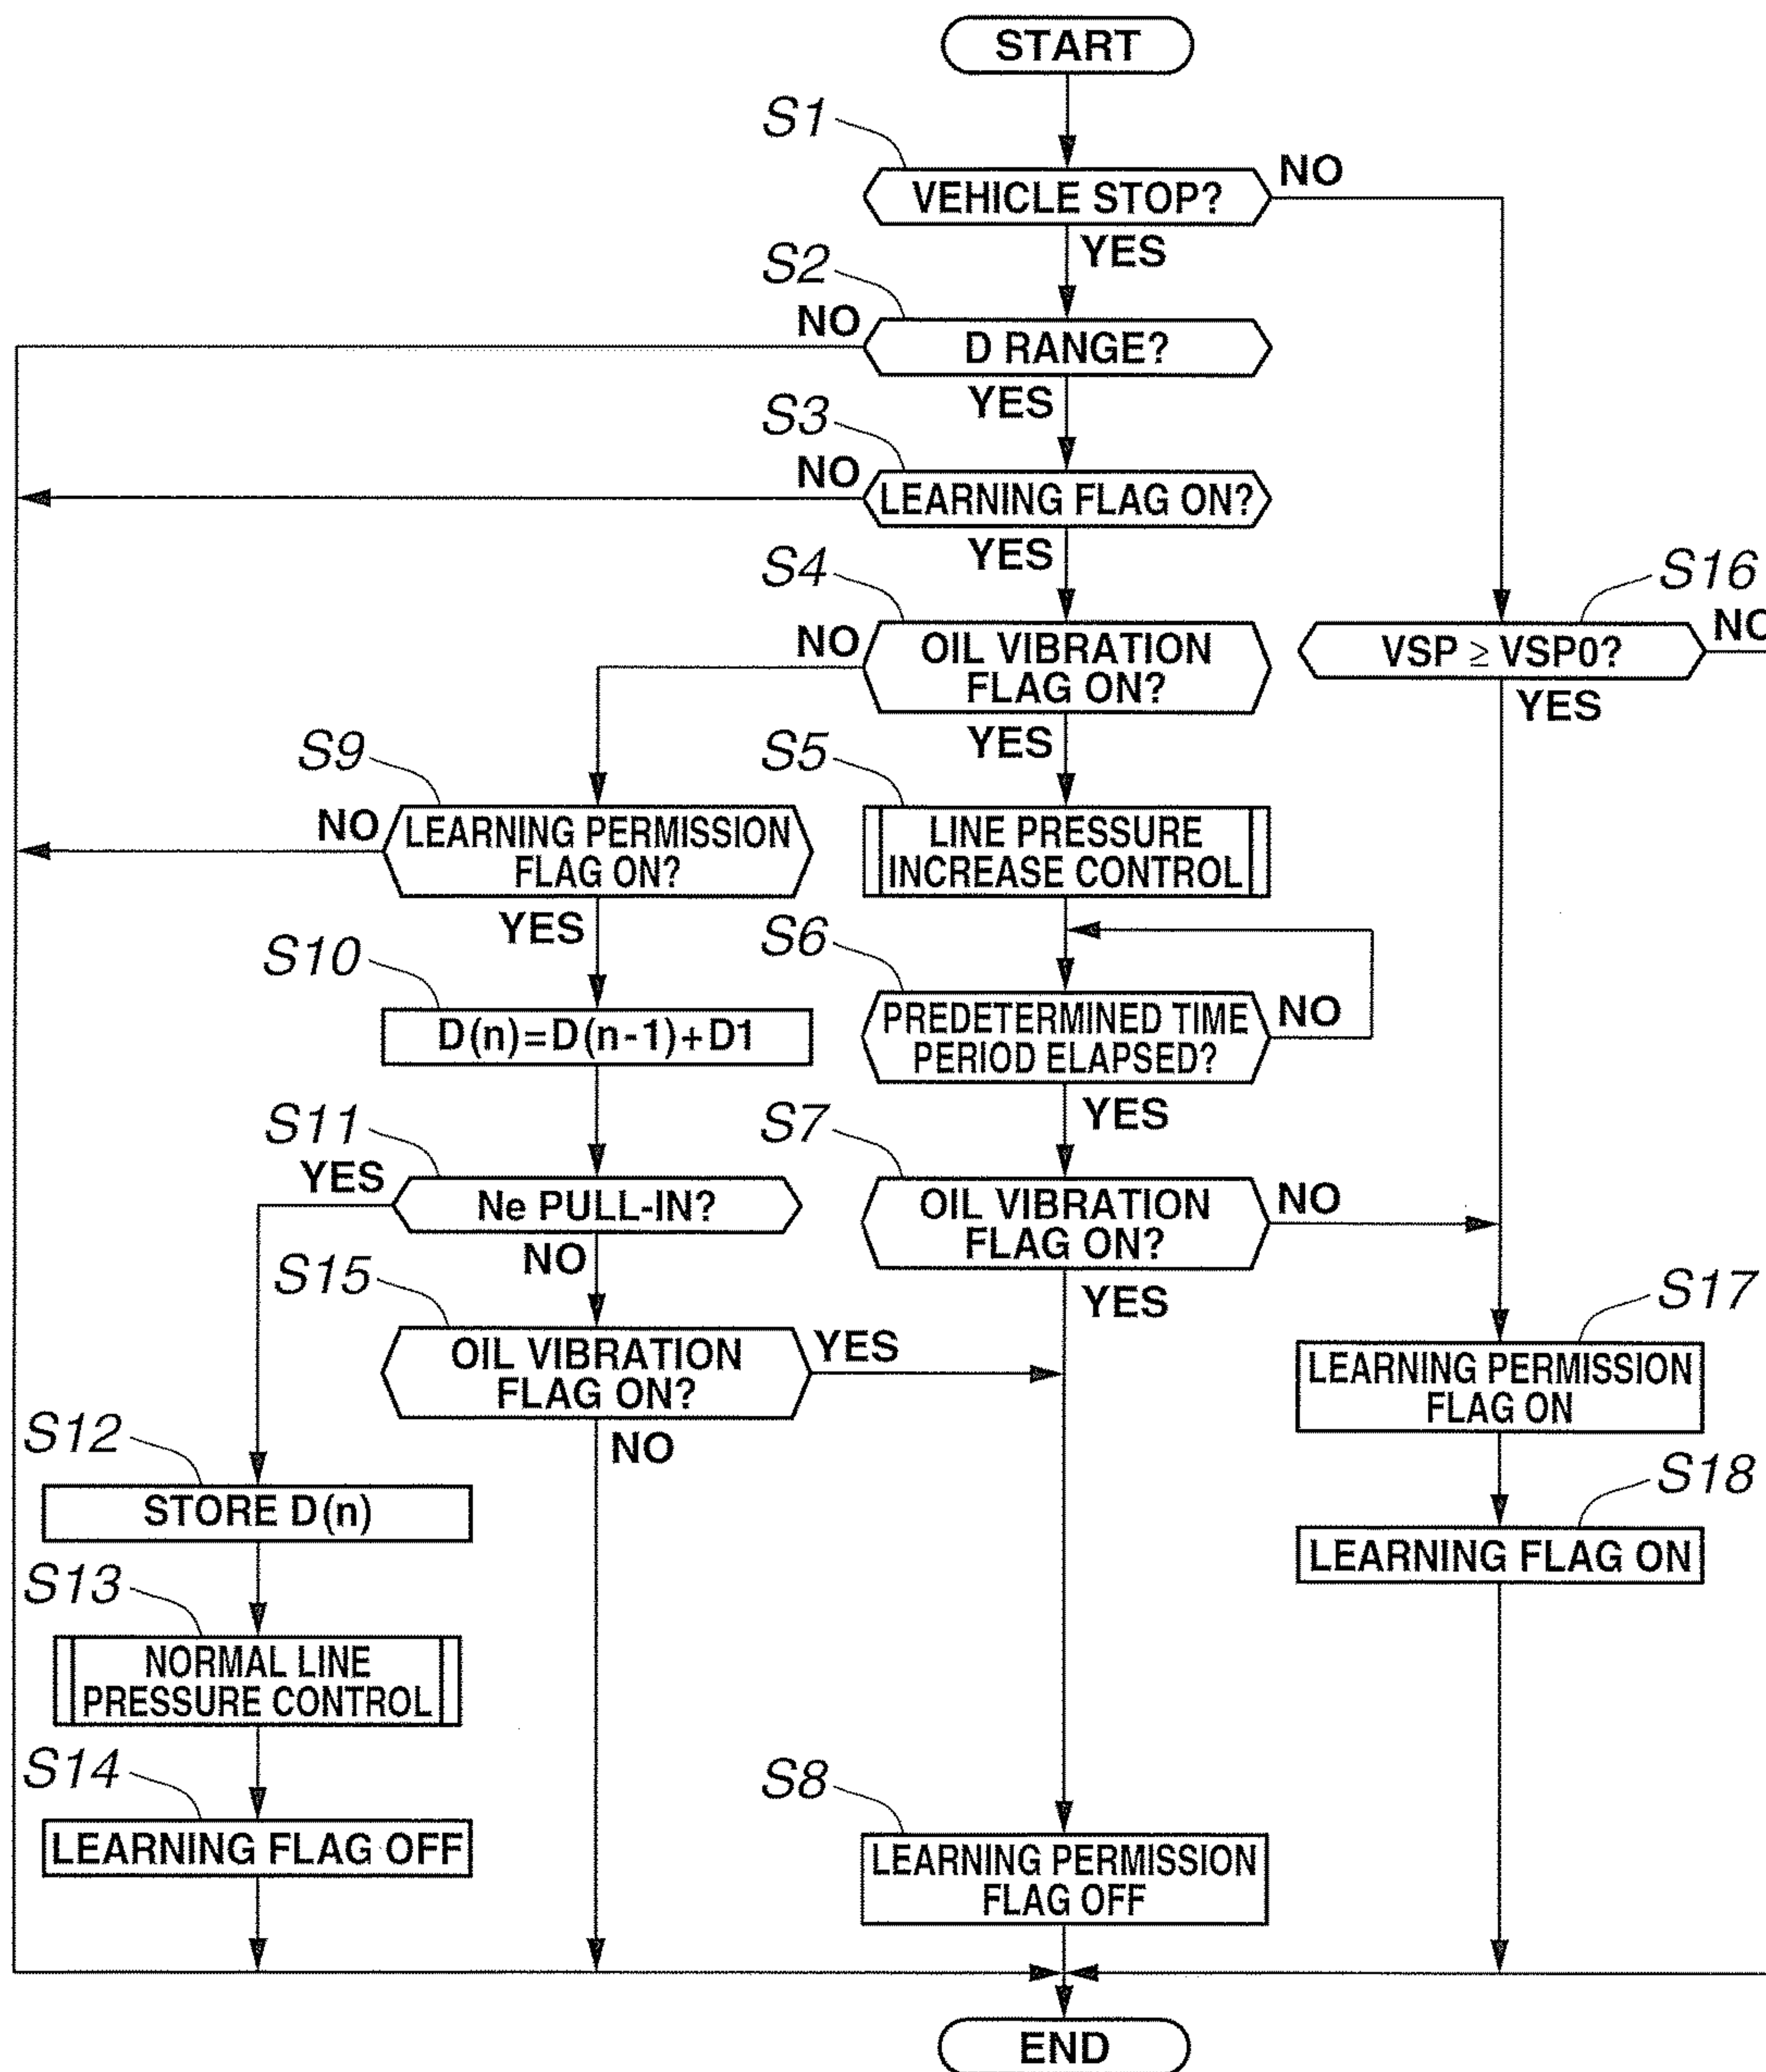 START
S1
VEHICLE STOP?
NO
YES
S2
NO
D RANGE?
YES
S3
NO
LEARNING FLAG ON?
YES
S4
NO
OIL VIBRATION
FLAG ON?
YES
S16
VSP ≥ VSP0?
NO
YES
S9
NO
LEARNING PERMISSION
FLAG ON?
YES
S5
LINE PRESSURE
INCREASE CONTROL
S6
PREDETERMINED TIME
PERIOD ELAPSED?
NO
YES
S10
D(n)=D(n-1)+D1
S11
YES
Ne PULL-IN?
NO
S7
OIL VIBRATION
FLAG ON?
NO
YES
S15
OIL VIBRATION
FLAG ON?
YES
NO
S17
LEARNING PERMISSION
FLAG ON
S12
STORE D(n)
S18
LEARNING FLAG ON
S13
NORMAL LINE
PRESSURE CONTROL
S14
LEARNING FLAG OFF
S8
LEARNING PERMISSION
FLAG OFF
END